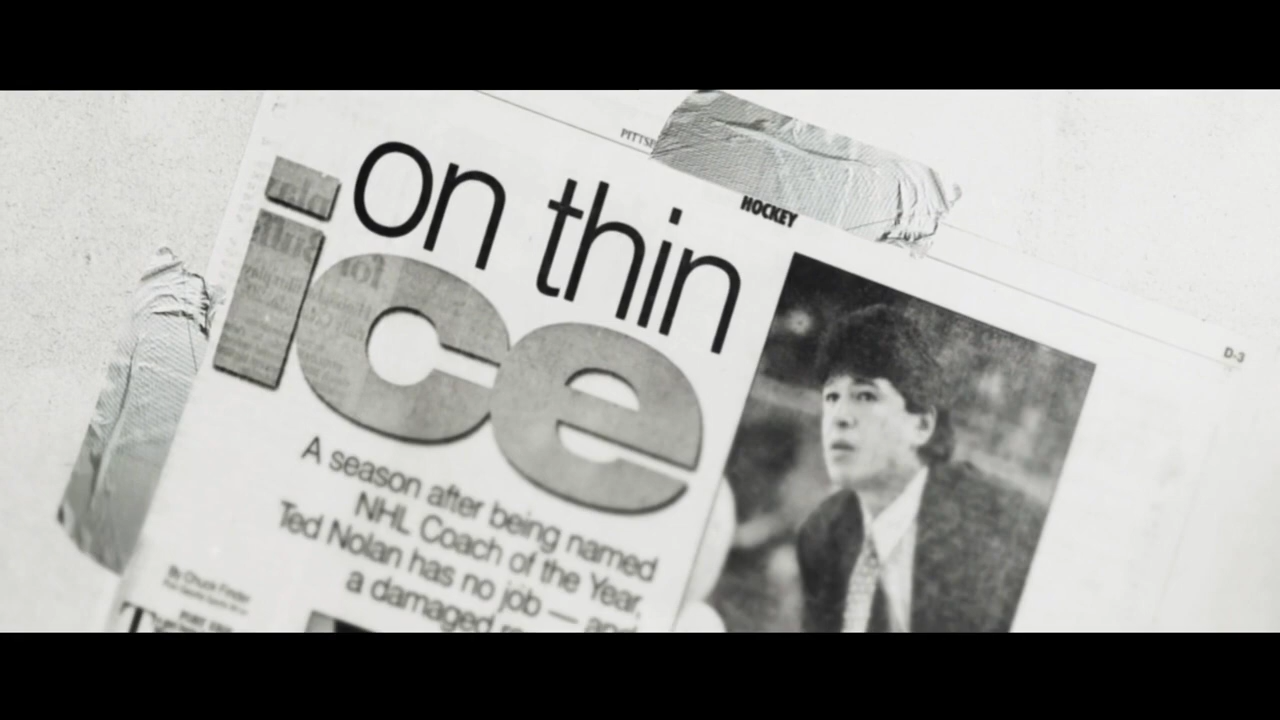 HOCKEY
D-3
on thin
ice
A season after being named
NHL Coach of the Year,
Ted Nolan has no job — and
a damaged
By Chuck Finder